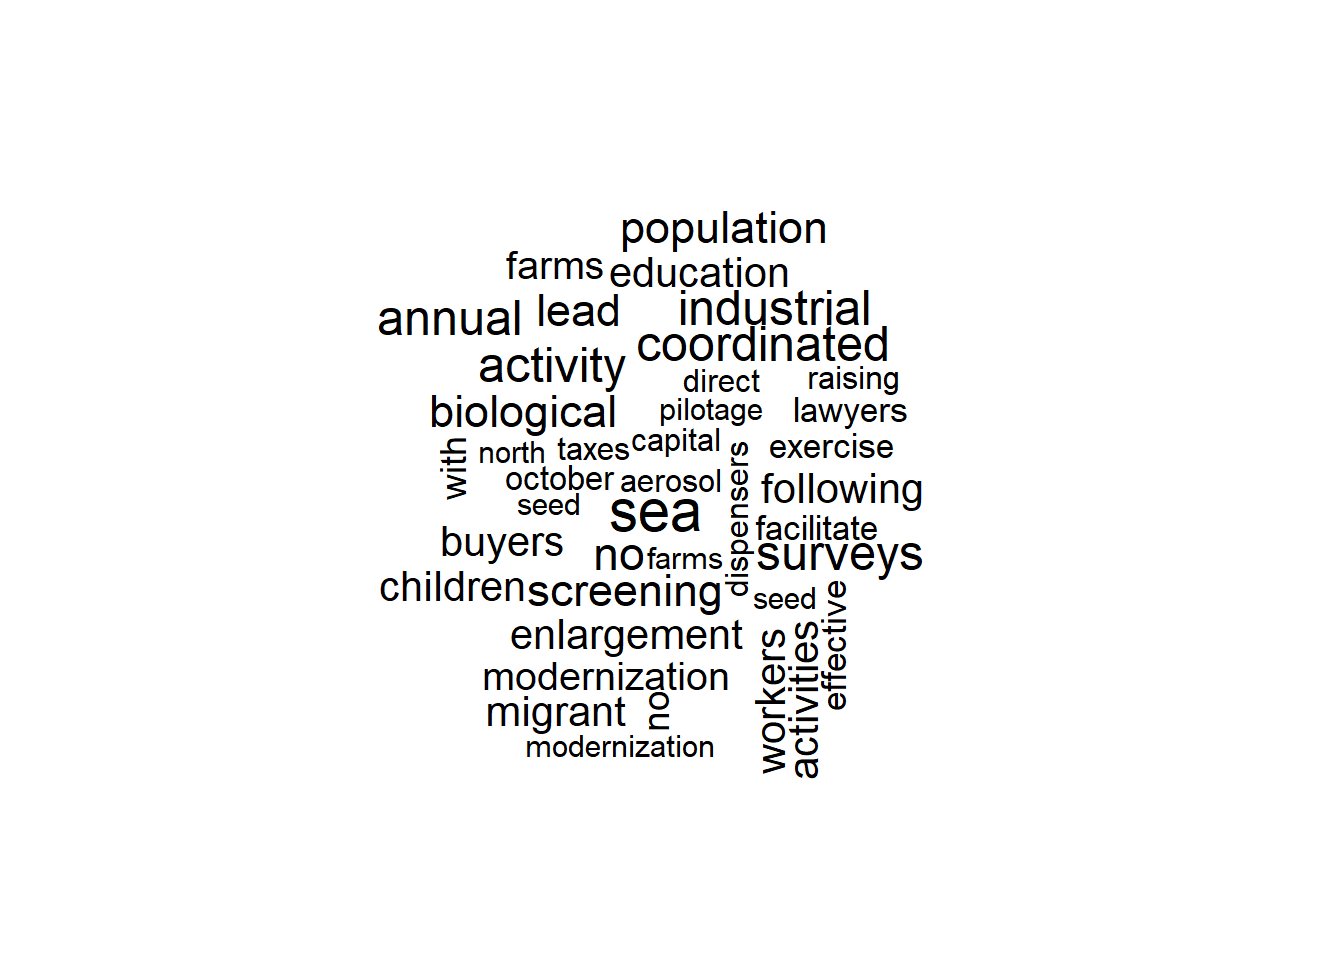 population
farms education
annual lead industrial
coordinated
activity direct raising
biological pilotage lawyers
with north taxes capital exercise
october aerosol dispensers following
seed sea facilitate
buyers no farms surveys
children screening seed
enlargement workers activities effective
modernization
migrant no
modernization